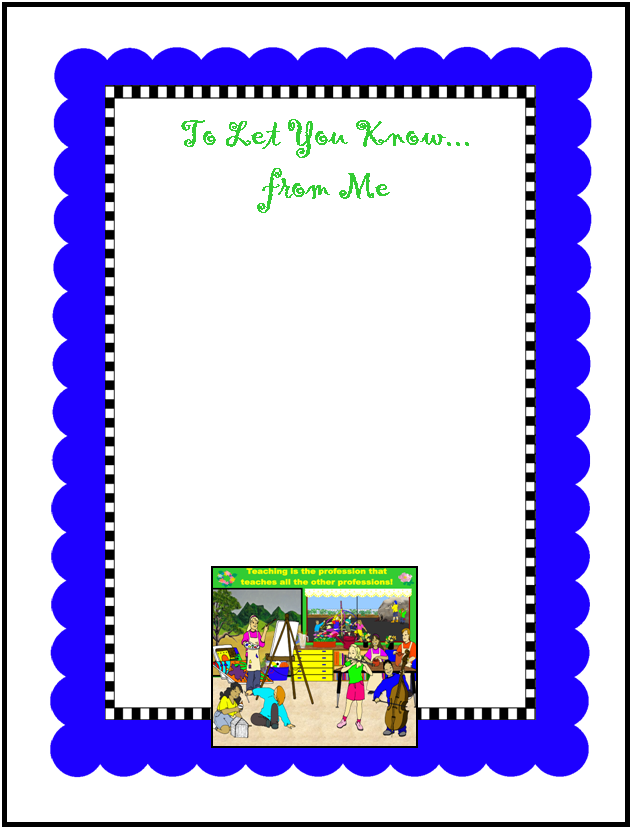 To Let You Know...
from Me
Teaching is the profession that
teaches all the other professions!